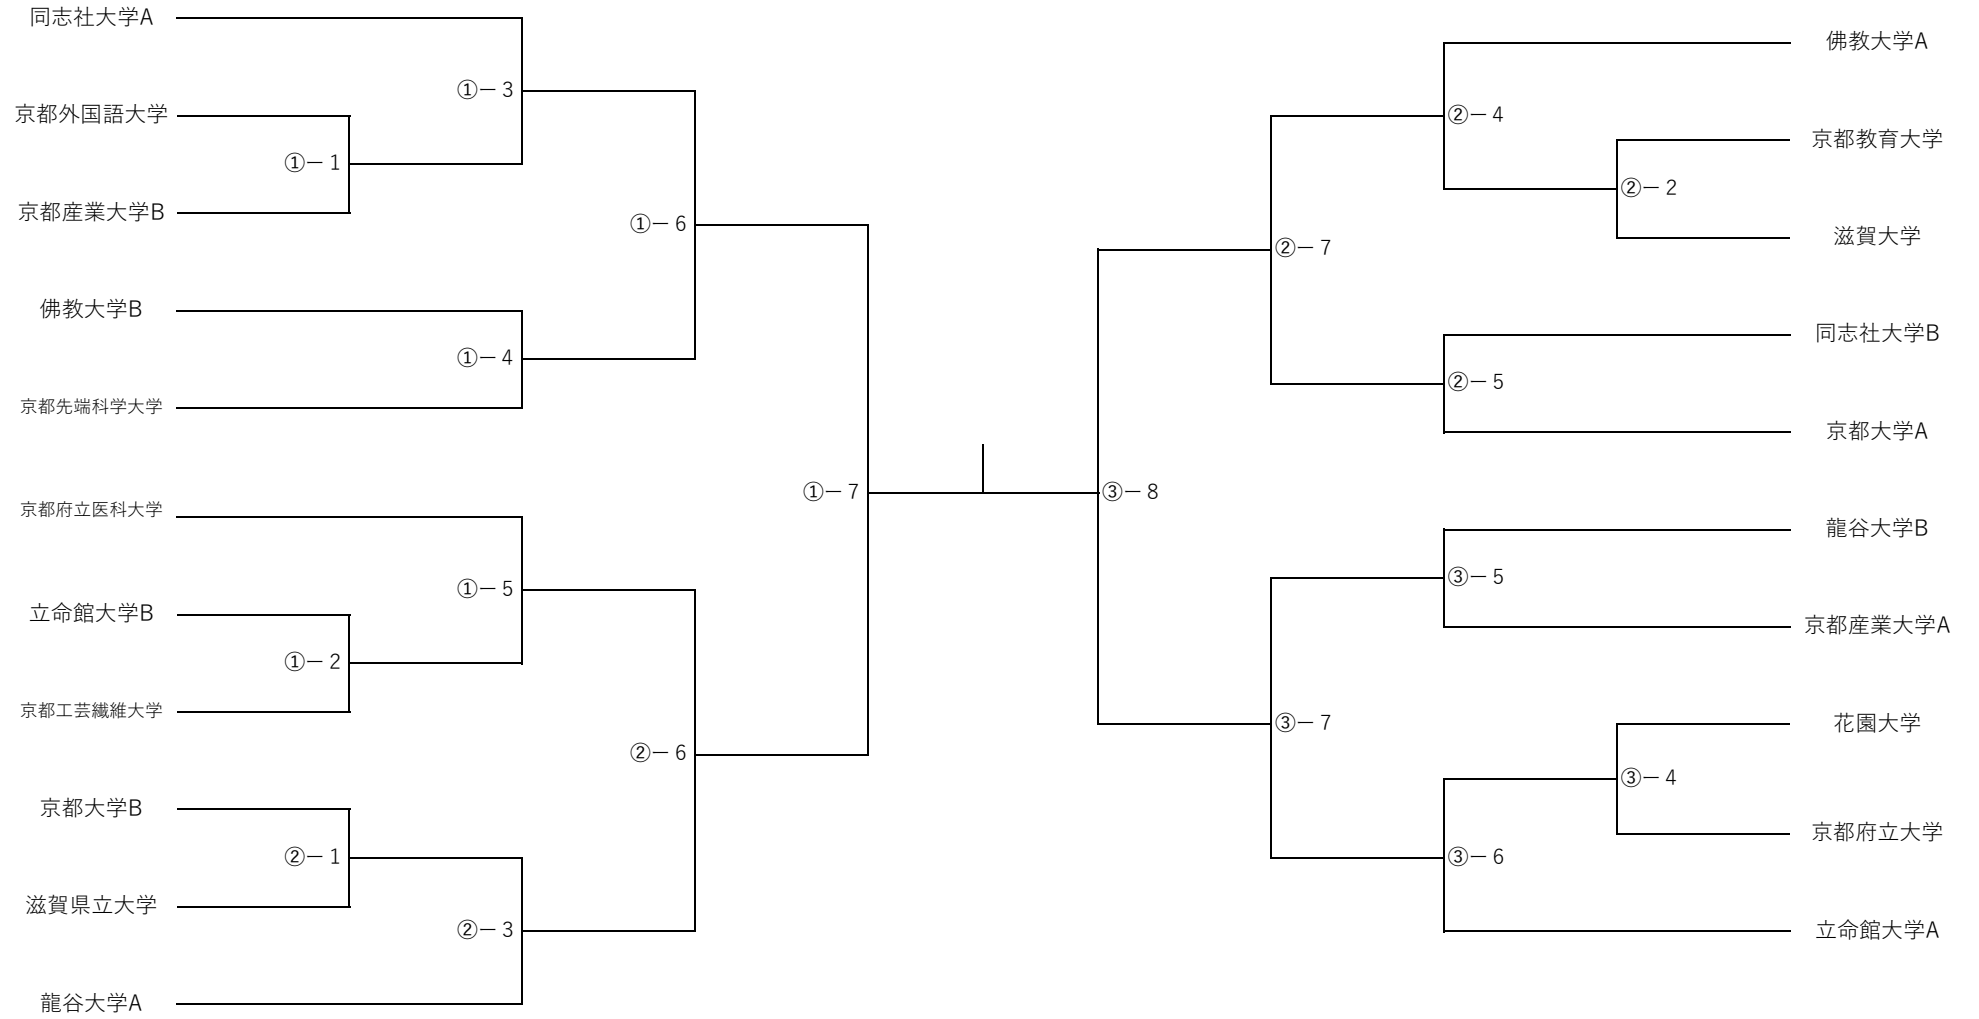 同志社大学A
①－3
京都外国語大学
①－1
京都産業大学B
①－6
佛教大学B
①－4
京都先端科学大学
①－7
京都府立医科大学
①－5
立命館大学B
①－2
京都工芸繊維大学
②－6
京都大学B
②－1
滋賀県立大学
②－3
龍谷大学A
佛教大学A
②－4
京都教育大学
②－2
滋賀大学
②－7
同志社大学B
②－5
京都大学A
③－8
龍谷大学B
③－5
京都産業大学A
③－7
花園大学
③－4
京都府立大学
③－6
立命館大学A